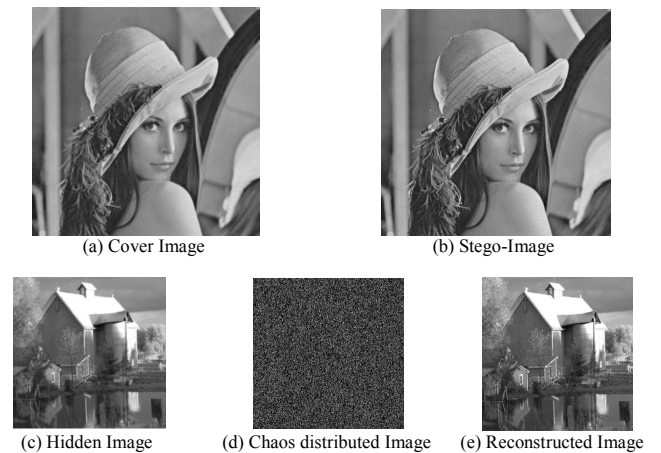 (a) Cover Image
(b) Stego-Image
(c) Hidden Image
(d) Chaos distributed Image
(e) Reconstructed Image